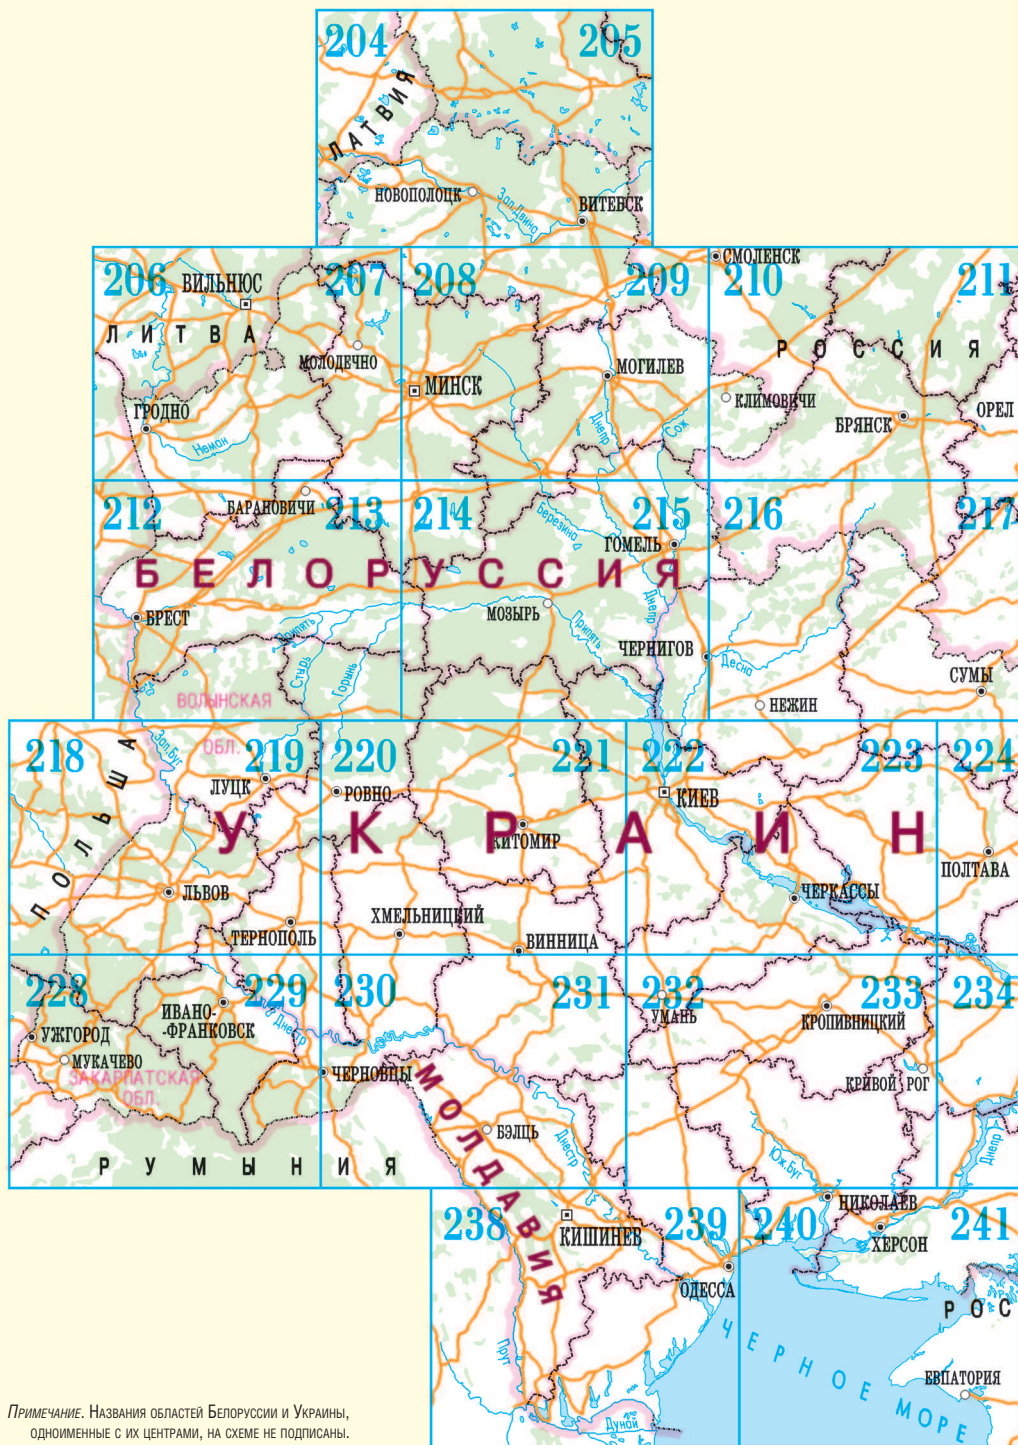 204 205
ЛАТВИЯ
НОВОПОЛОЦК
Зап.Двина
ВИТЕБСК
206 207 208 209 210 211
СМОЛЕНСК
ВИЛЬНЮС
ЛИТВА
РОССИЯ
МОЛОДЕЧНО
МОГИЛЕВ
МИНСК
КЛИМОВИЧИ
ГРОДНО
ОРЕЛ
БРЯНСК
Днепр
Сож
Неман
БАРАНОВИЧИ
212 213 214 215 216 217
Березина
ГОМЕЛЬ
БЕЛОРУССИЯ
БРЕСТ
МОЗЫРЬ
Днепр
Припять
Припять
ЧЕРНИГОВ
Десна
Стырь
Горынь
СУМЫ
ВОЛЫНСКАЯ
ОБЛ.
НЕЖИН
218 219 220 221 222 223 224
Зап.Буг
ПОЛЬША
ЛУЦК
РОВНО
КИЕВ
УКРАИН
ЖИТОМИР
ПОЛТАВА
ЛЬВОВ
ЧЕРКАССЫ
ХМЕЛЬНИЦКИЙ
ТЕРНОПОЛЬ
ВИННИЦА
228 229 230 231 232 233 234
ИВАНО-
-ФРАНКОВСК
Днестр
УМАНЬ
КРОПИВНИЦКИЙ
УЖГОРОД
МУКАЧЕВО
ЗАКАРПАТСКАЯ
ОБЛ.
ЧЕРНОВЦЫ
КРИВОЙ РОГ
МОЛДАВИЯ
БЭЛЦЬ
Днестр
Днепр
Юж.Буг
РУМЫНИЯ
НИКОЛАЕВ
238 239 240 241
КИШИНЕВ
ХЕРСОН
ОДЕССА
РОС
Прут
ЧЕРНОЕ МОРЕ
ЕВПАТОРИЯ
Дунай
Примечание. Названия областей Белоруссии и Украины,
одноименные с их центрами, на схеме не подписаны.